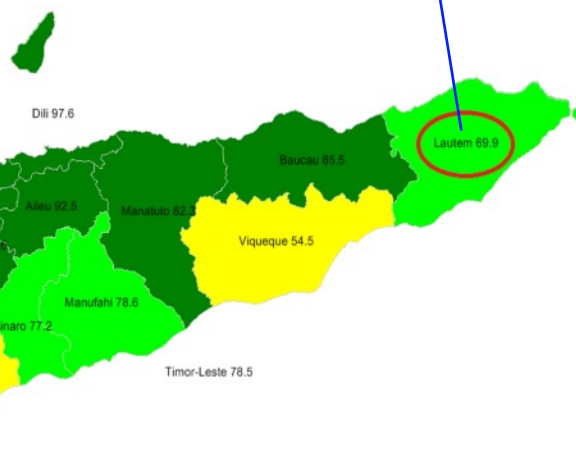 Dili 97.6
Lautem 69.9
Baucau 85.5
Aileu 92.5
Manatuto 82.3
6
Viqueque 54.5
Manufahi 78.6
inaro 77.2
Timor-Leste 78.5